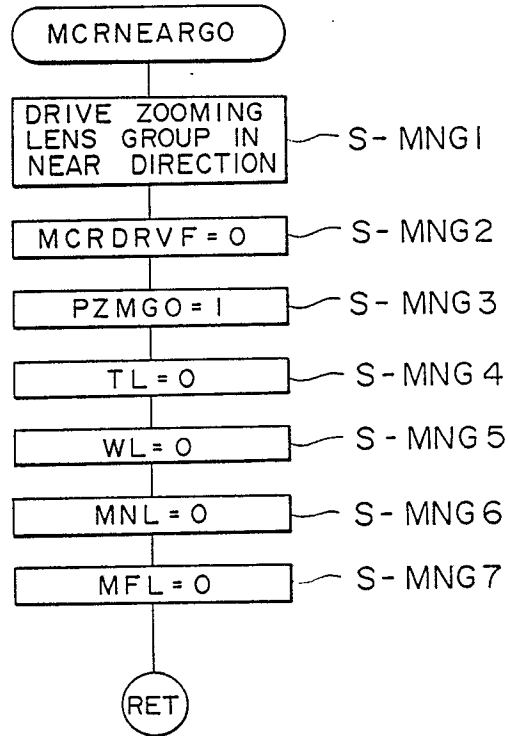 MCRNEARGO
DRIVE ZOOMING
LENS GROUP IN
NEAR DIRECTION
S-MNG1
MCRDRVF=0
S-MNG2
PZMGO=1
S-MNG3
TL=0
S-MNG4
WL=0
S-MNG5
MNL=0
S-MNG6
MFL=0
S-MNG7
RET